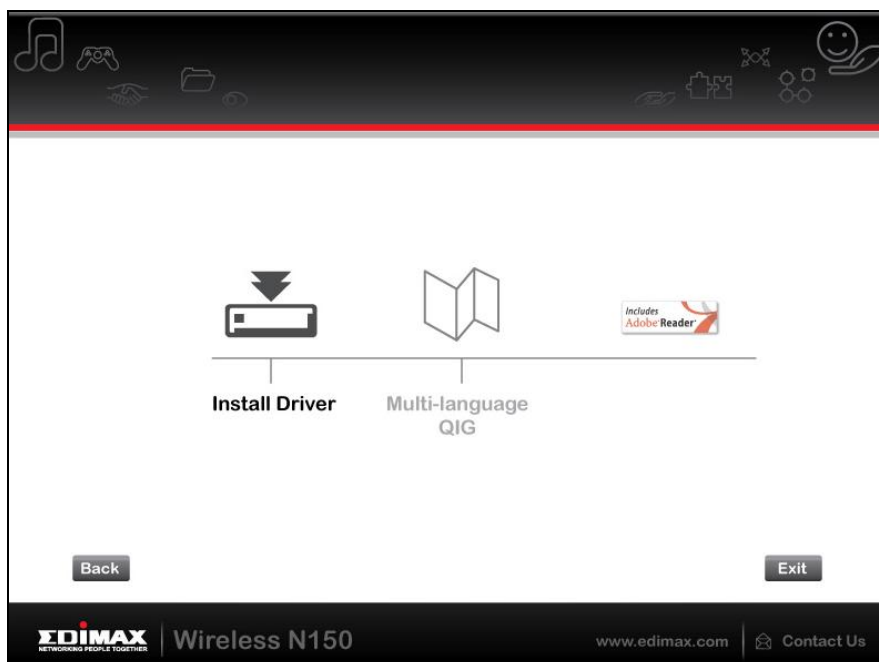 Includes
Adobe Reader
Install Driver
Multi-language
QIG
Back
Exit
EDIMAX
NETWORKING PEOPLE TOGETHER
Wireless N150
www.edimax.com
Contact Us